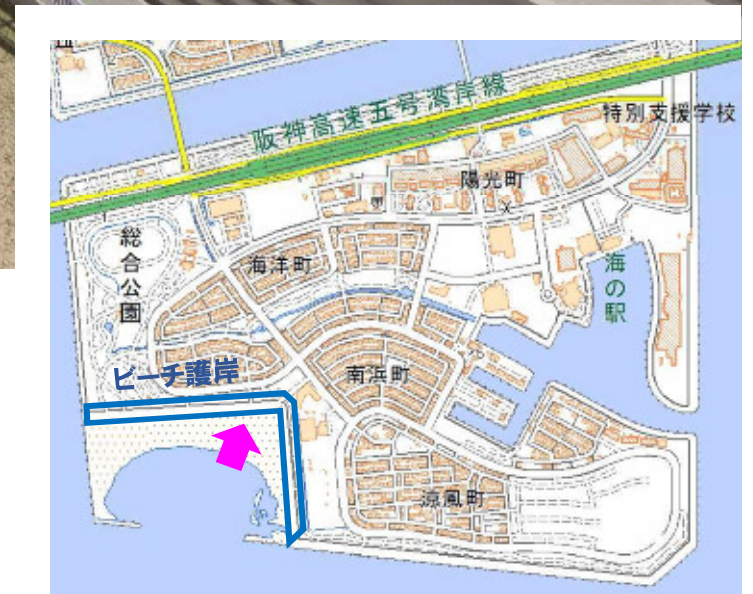 阪神高速五号湾岸線
特別支援学校
陽光町
総合公園
海洋町
海の駅
ビーチ護岸
南浜町
涼風町